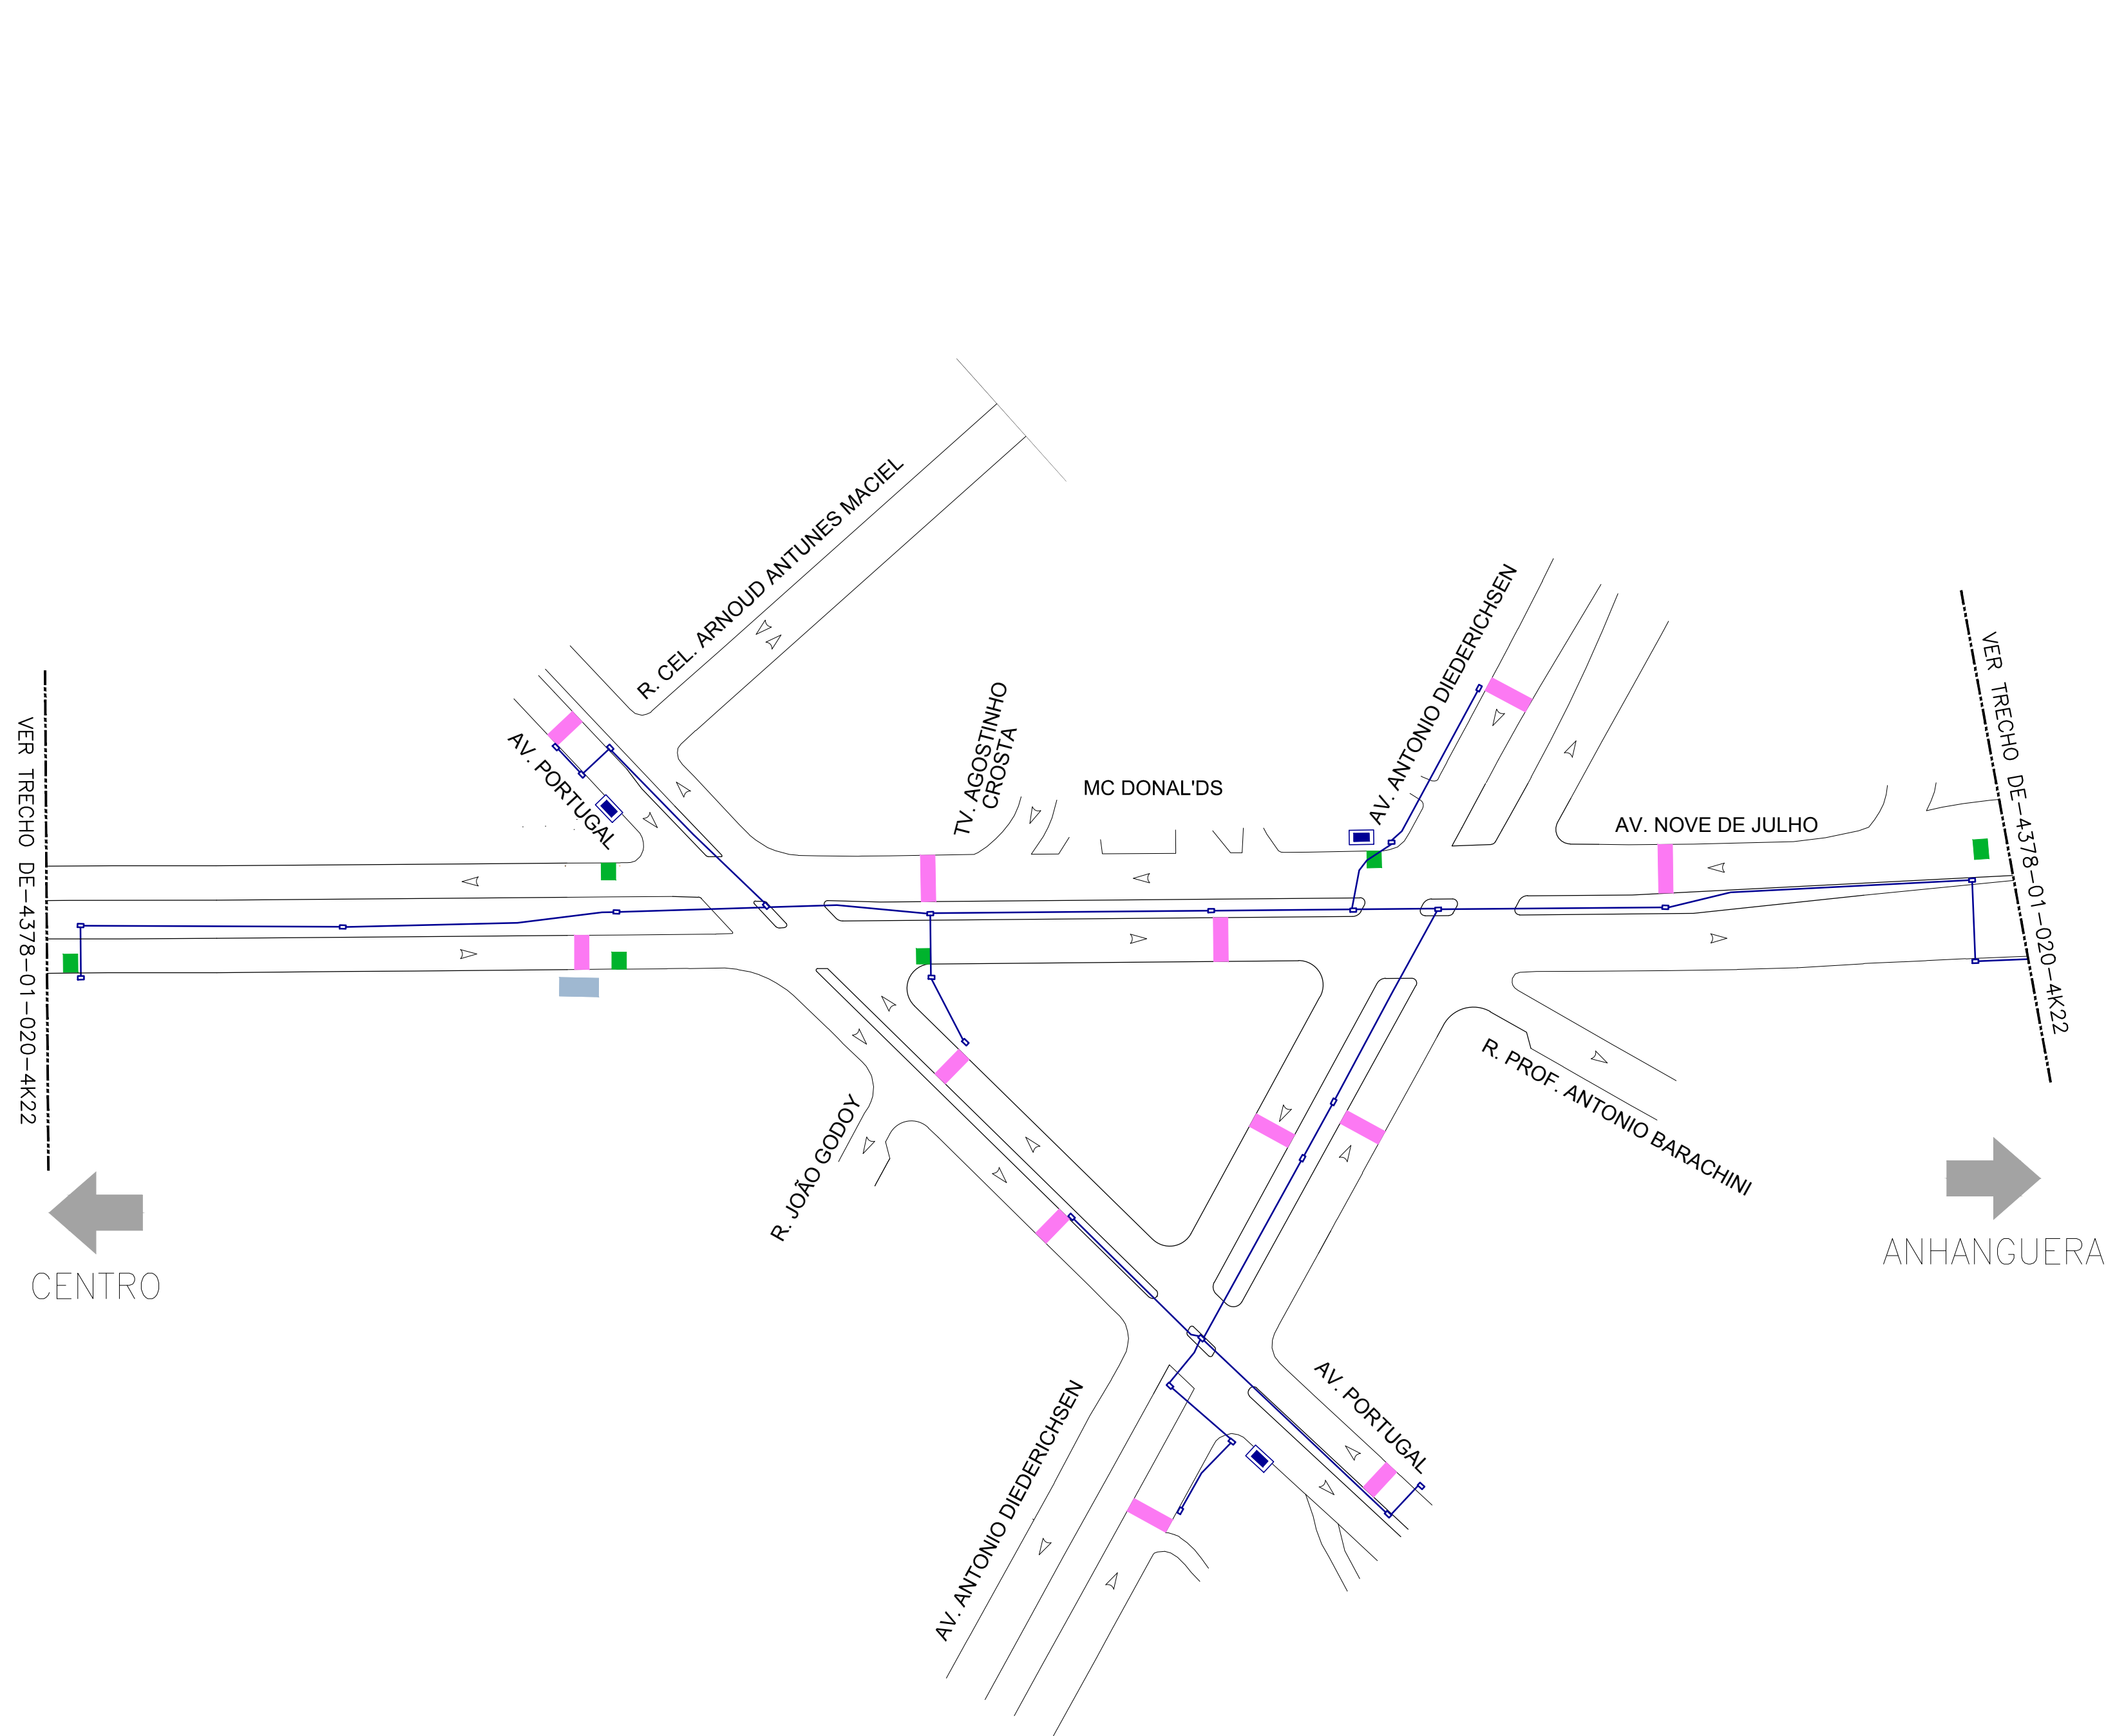 R. CEL. ARNOUD ANTUNES MACIEL
AV. ANTONIO DIEDERICHSEN
VER TRECHO DE-4378-01-020-4K22
VER TRECHO DE-4378-01-020-4K22
TV. AGOSTINHO
CROSTA
AV. PORTUGAL
MC DONAL'DS
AV. NOVE DE JULHO
R. PROF. ANTONIO BARACHINI
R. JOÃO GODOY
CENTRO
ANHANGUERA
AV. PORTUGAL
AV. ANTONIO DIEDERICHSEN